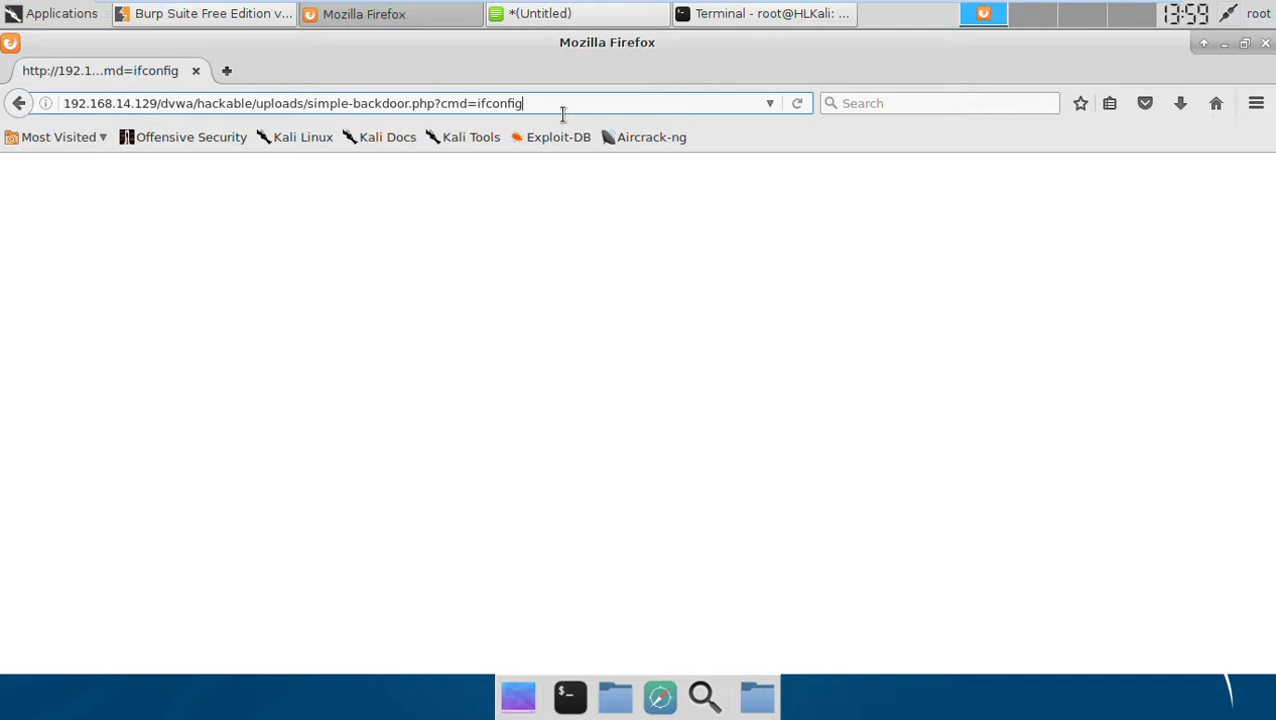 Applications Burp Suite Free Edition v... Mozilla Firefox *(Untitled) Terminal - root@HLKali: ... 13:59 root
Mozilla Firefox
http://192.1...md=ifconfig
192.168.14.129/dvwa/hackable/uploads/simple-backdoor.php?cmd=ifconfig Search
Most Visited Offensive Security Kali Linux Kali Docs Kali Tools Exploit-DB Aircrack-ng
$-